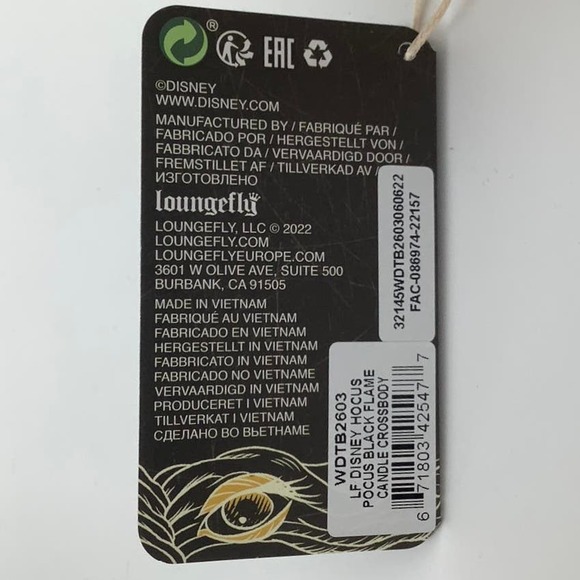 ®
EAC
©DISNEY
WWW.DISNEY.COM
MANUFACTURED BY / FABRIQUÉ PAR /
FABRICADO POR / HERGESTELLT VON /
FABBRICATO DA / VERVAARDIGD DOOR /
FREMSTILLET AF / TILLVERKAD AV /
ИЗГОТОВЛЕНО
loungefly
LOUNGEFLY, LLC © 2022
LOUNGEFLY.COM
LOUNGEFLYEUROPE.COM
3601 W OLIVE AVE, SUITE 500
BURBANK, CA 91505
MADE IN VIETNAM
FABRIQUÉ AU VIETNAM
FABRICADO EN VIETNAM
HERGESTELLT IN VIETNAM
FABBRICATO IN VIETNAM
FABRICADO NO VIETNAME
VERVAARDIGD IN VIETNAM
PRODUCERET I VIETNAM
TILLVERKAT I VIETNAM
СДЕЛАНО ВО ВЬЕТНАМЕ
32145WDTB2603060622
FAC-086974-22157
WDTB2603
LF DISNEY HOCUS
POCUS BLACK FLAME
CANDLE CROSSBODY
6 71803 42547 7